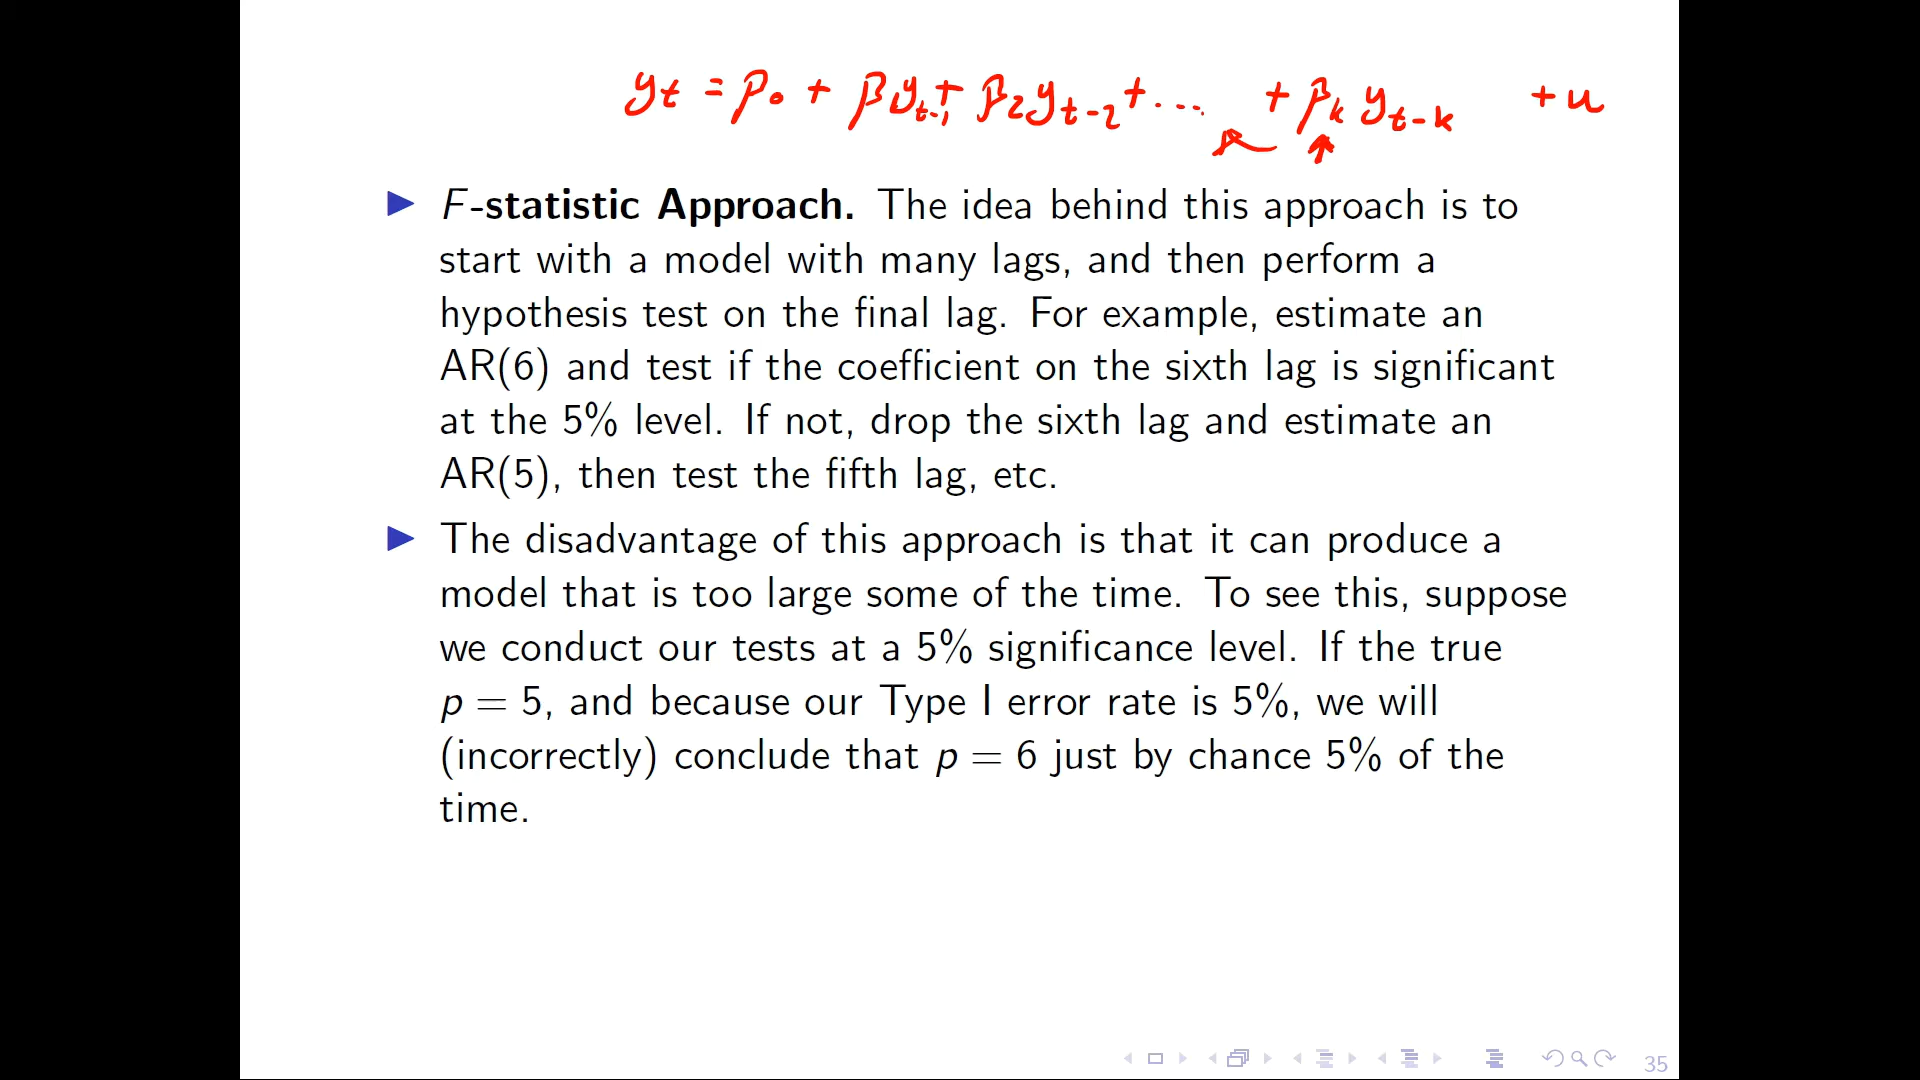 yt = β0 + β1yt-1 + β2yt-2 + ... + βk yt-k + u
▶ F-statistic Approach. The idea behind this approach is to
start with a model with many lags, and then perform a
hypothesis test on the final lag. For example, estimate an
AR(6) and test if the coefficient on the sixth lag is significant
at the 5% level. If not, drop the sixth lag and estimate an
AR(5), then test the fifth lag, etc.
▶ The disadvantage of this approach is that it can produce a
model that is too large some of the time. To see this, suppose
we conduct our tests at a 5% significance level. If the true
p = 5, and because our Type I error rate is 5%, we will
(incorrectly) conclude that p = 6 just by chance 5% of the
time.
35